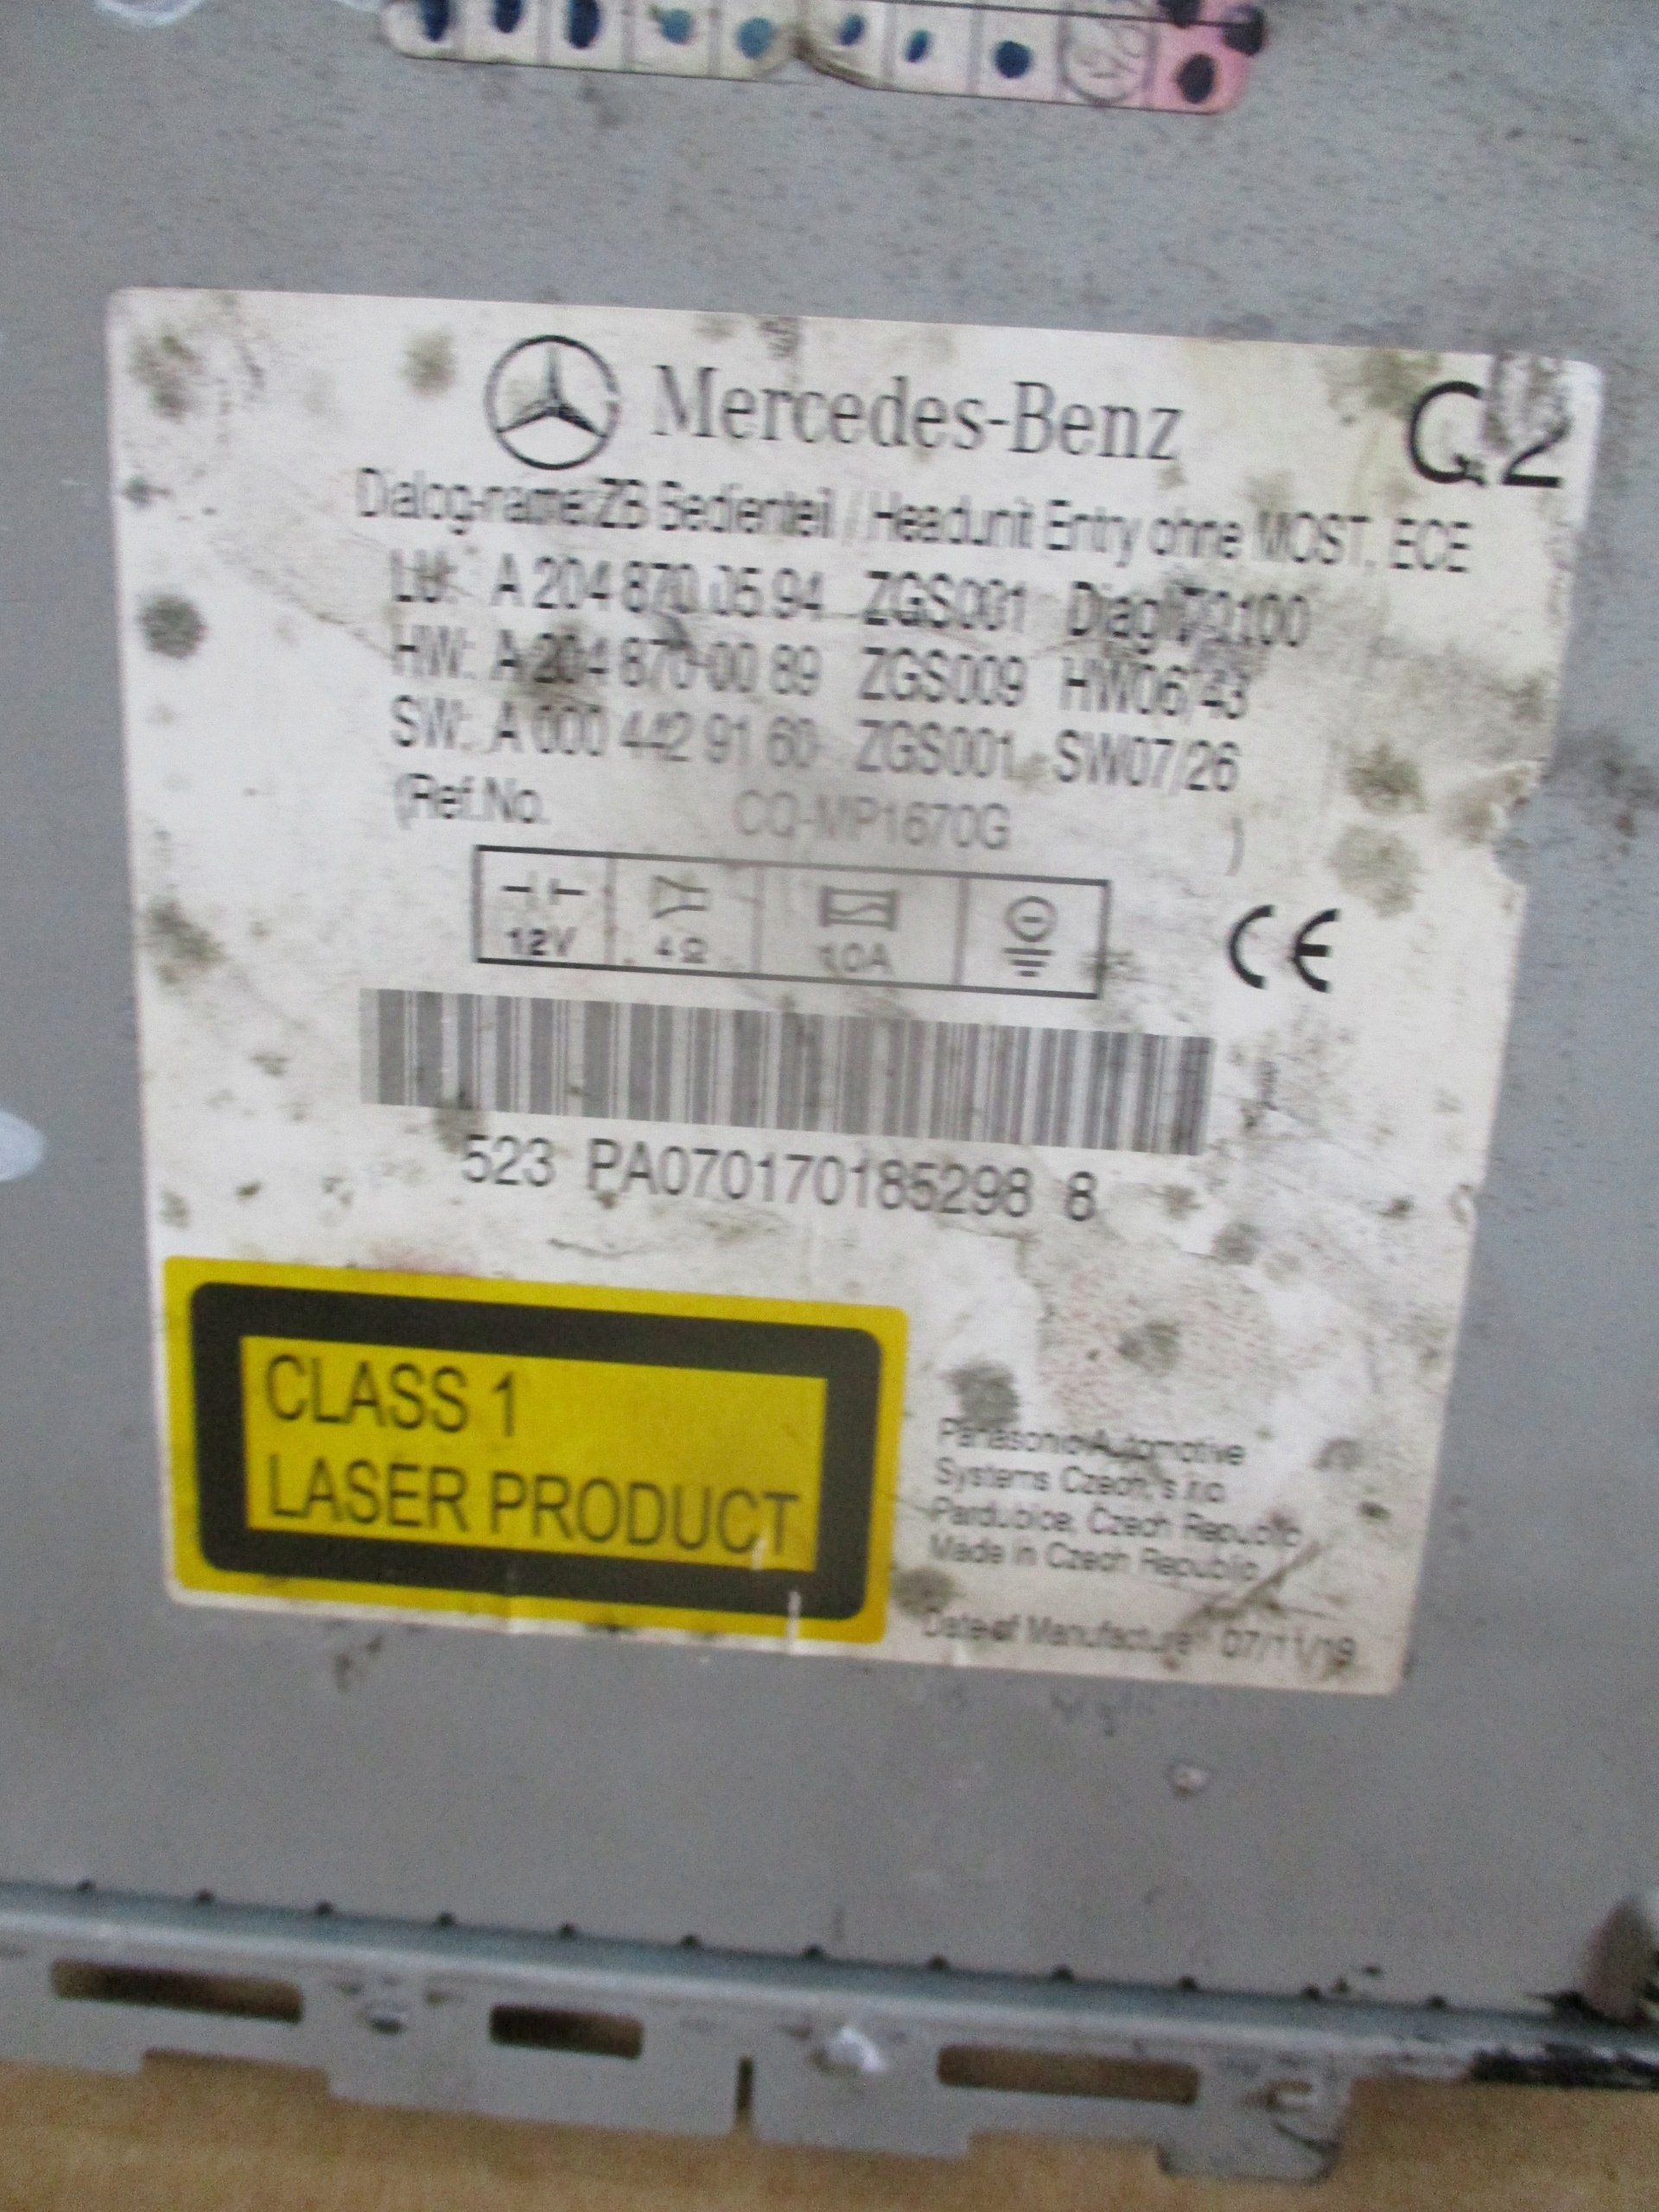 Mercedes-Benz
Q2
Dialog-name:ZB Bedienteil / Headunit Entry ohne MOST, ECE
LU: A 204 870 05 94 ZGS001 Diag
HW: A 204 870 00 89 ZGS009 HW06/43
SW: A 000 442 91 60 ZGS001 SW07/26
(Ref.No. CQ-MP1670G )
12V 4Ω 10A
CE
523 PA070170185298 8
CLASS 1
LASER PRODUCT
Panasonic Automotive
Systems Czech, s.r.o.
Pardubice, Czech Republic
Made in Czech Republic
Date of Manufacture 07/11/19